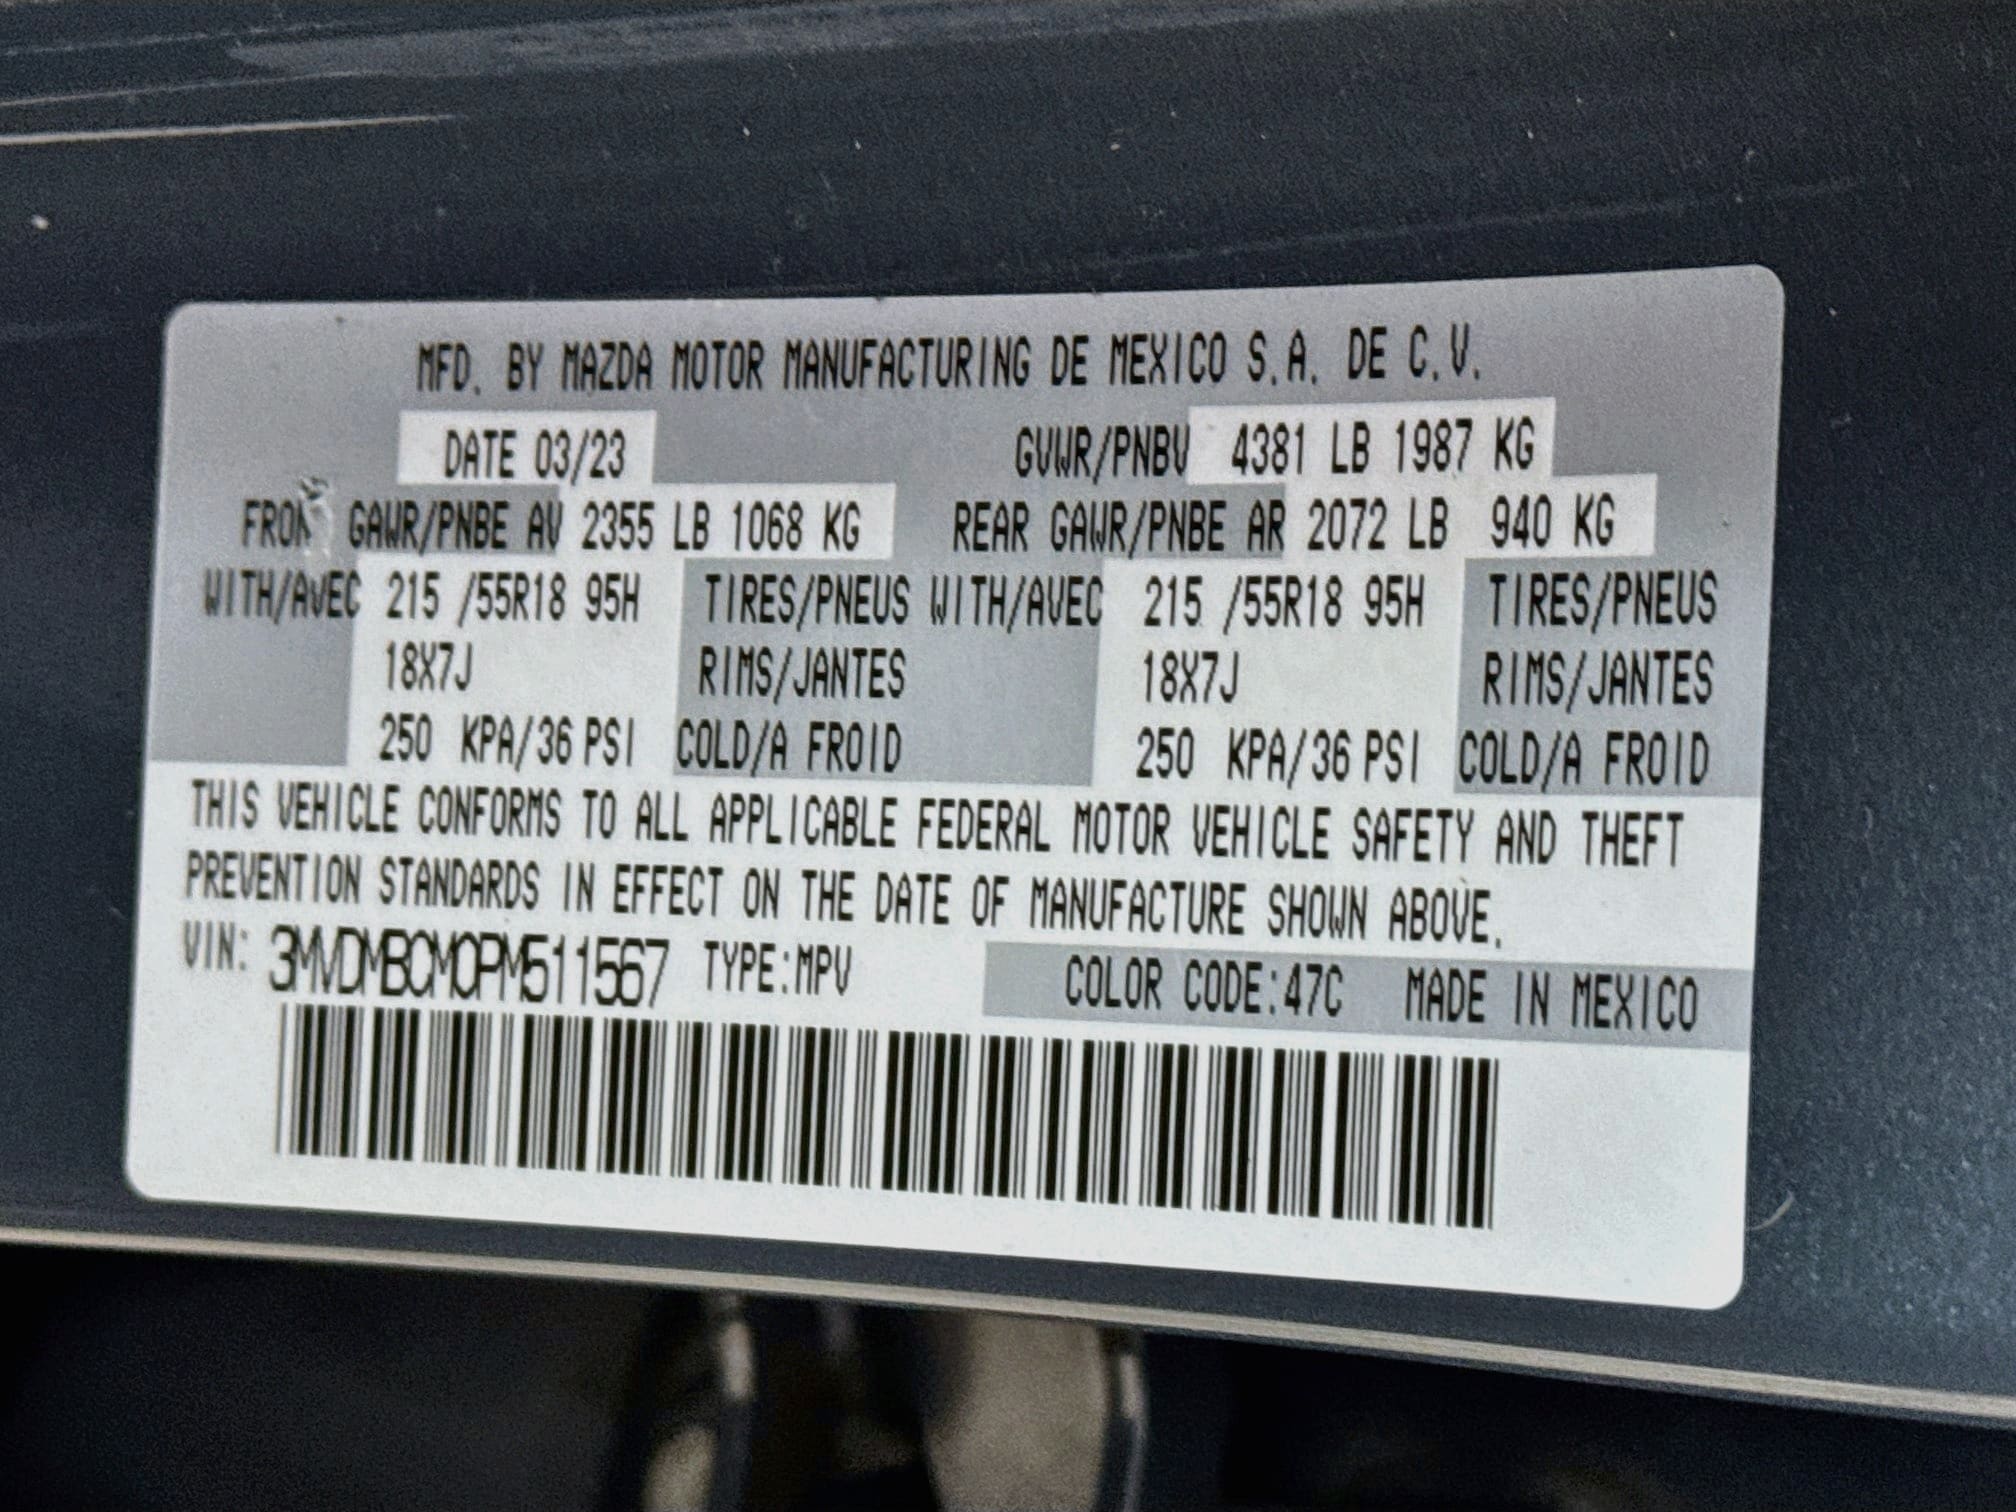 MFD. BY MAZDA MOTOR MANUFACTURING DE MEXICO S.A. DE C.V.
DATE 03/23 GVWR/PNBV 4381 LB 1987 KG
FRONT GAWR/PNBE AV 2355 LB 1068 KG REAR GAWR/PNBE AR 2072 LB 940 KG
WITH/AVEC 215 /55R18 95H TIRES/PNEUS WITH/AVEC 215 /55R18 95H TIRES/PNEUS
18X7J RIMS/JANTES 18X7J RIMS/JANTES
250 KPA/36 PSI COLD/A FROID 250 KPA/36 PSI COLD/A FROID
THIS VEHICLE CONFORMS TO ALL APPLICABLE FEDERAL MOTOR VEHICLE SAFETY AND THEFT
PREVENTION STANDARDS IN EFFECT ON THE DATE OF MANUFACTURE SHOWN ABOVE.
VIN: 3MVDMBCM0PM511567 TYPE:MPV COLOR CODE:47C MADE IN MEXICO